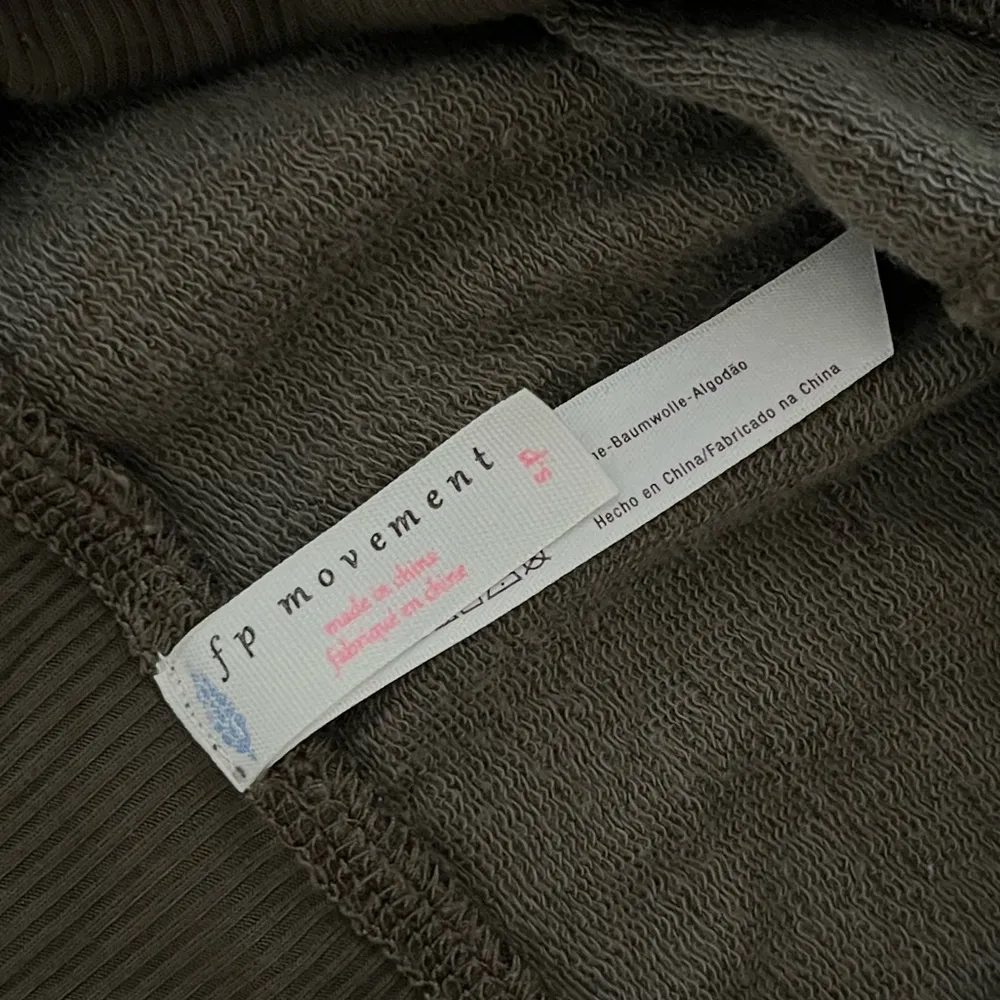 fp movement
s/p
made in china
fabriqué en chine
-Baumwolle-Algodão
Hecho en China/Fabricado na China